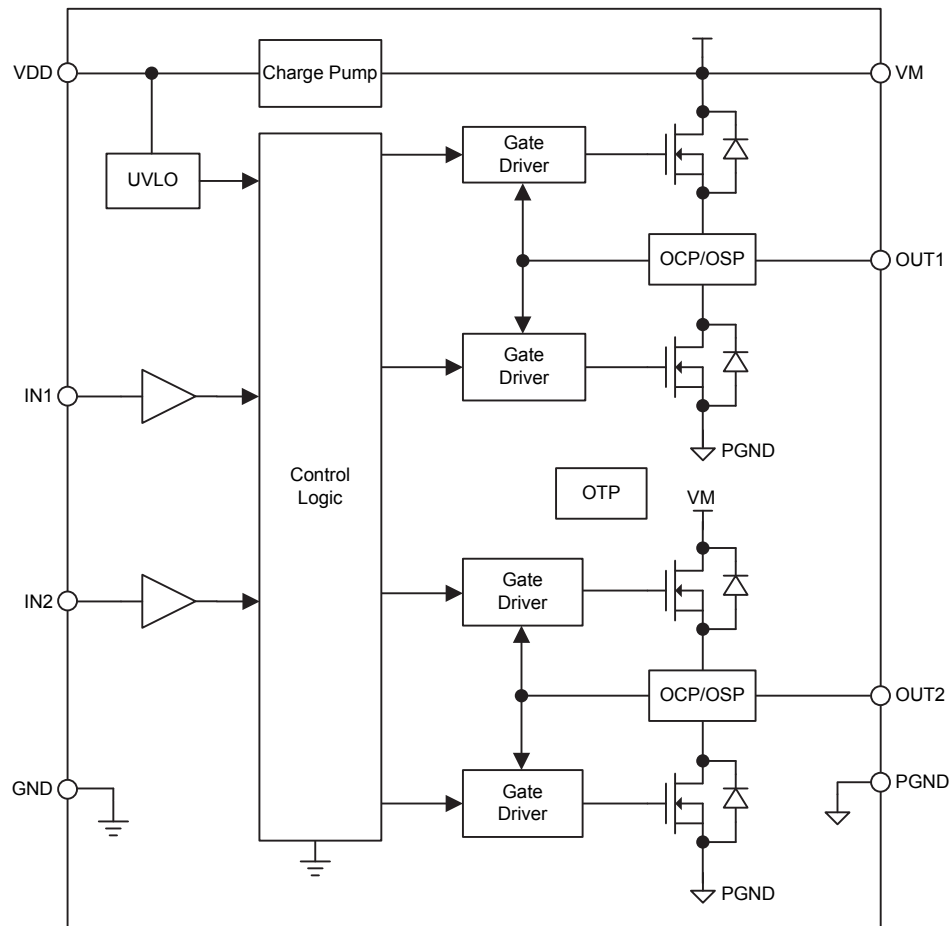 VDD
Charge Pump
VM
UVLO
Gate
Driver
OCP/OSP
OUT1
Gate
Driver
IN1
PGND
Control
Logic
OTP
VM
Gate
Driver
IN2
OCP/OSP
OUT2
GND
Gate
Driver
PGND
PGND